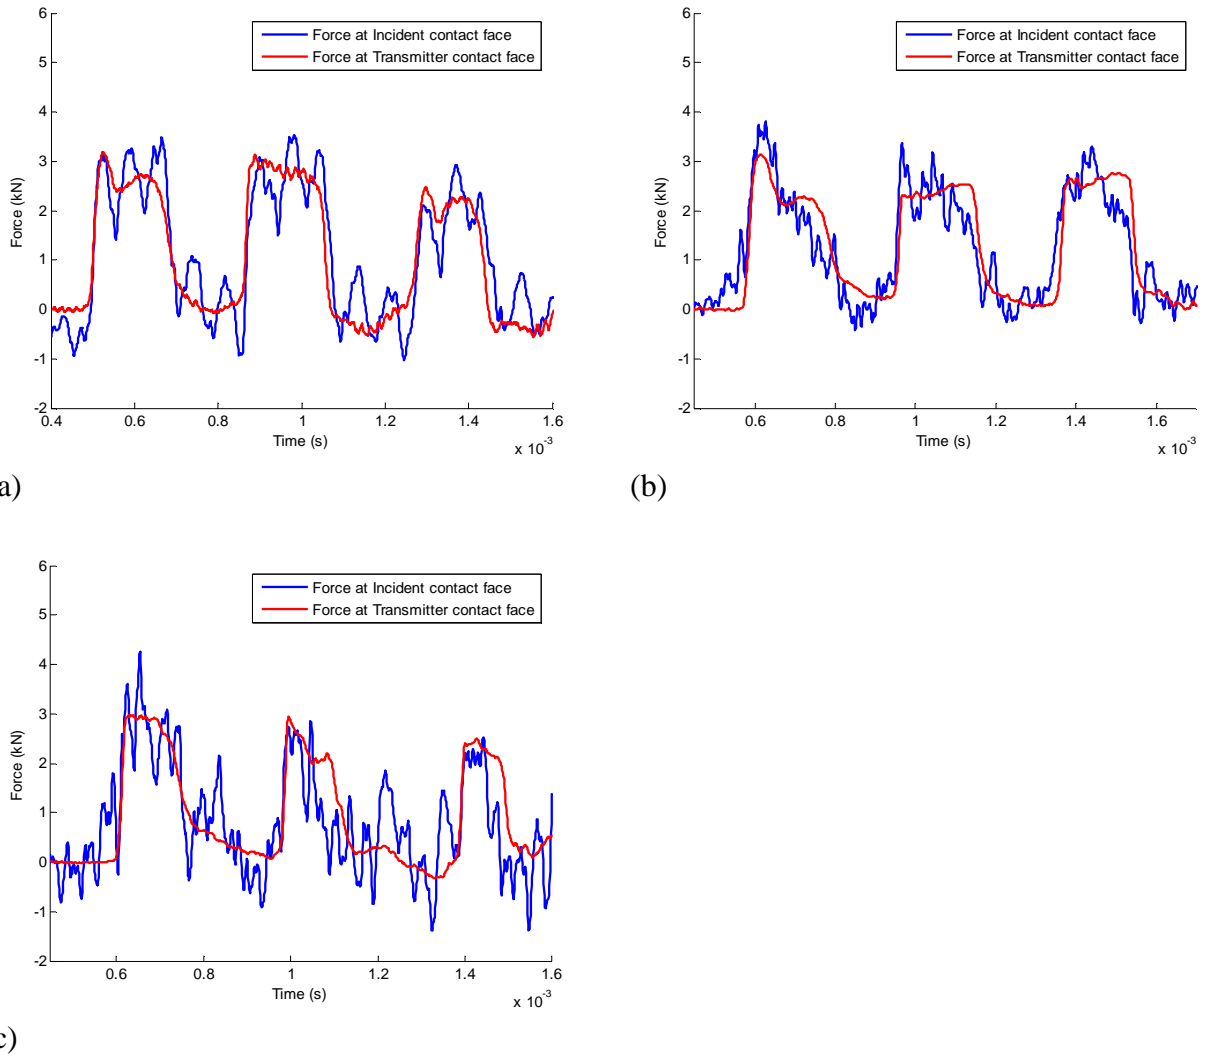 6
5
4
3
2
1
0
-1
-2
Force (kN)
Force at Incident contact face
Force at Transmitter contact face
0.4 0.6 0.8 1 1.2 1.4 1.6
Time (s)
x 10⁻³
a)
6
5
4
3
2
1
0
-1
-2
Force (kN)
Force at Incident contact face
Force at Transmitter contact face
0.6 0.8 1 1.2 1.4 1.6
Time (s)
x 10⁻³
(b)
6
5
4
3
2
1
0
-1
-2
Force (kN)
Force at Incident contact face
Force at Transmitter contact face
0.6 0.8 1 1.2 1.4 1.6
Time (s)
x 10⁻³
c)